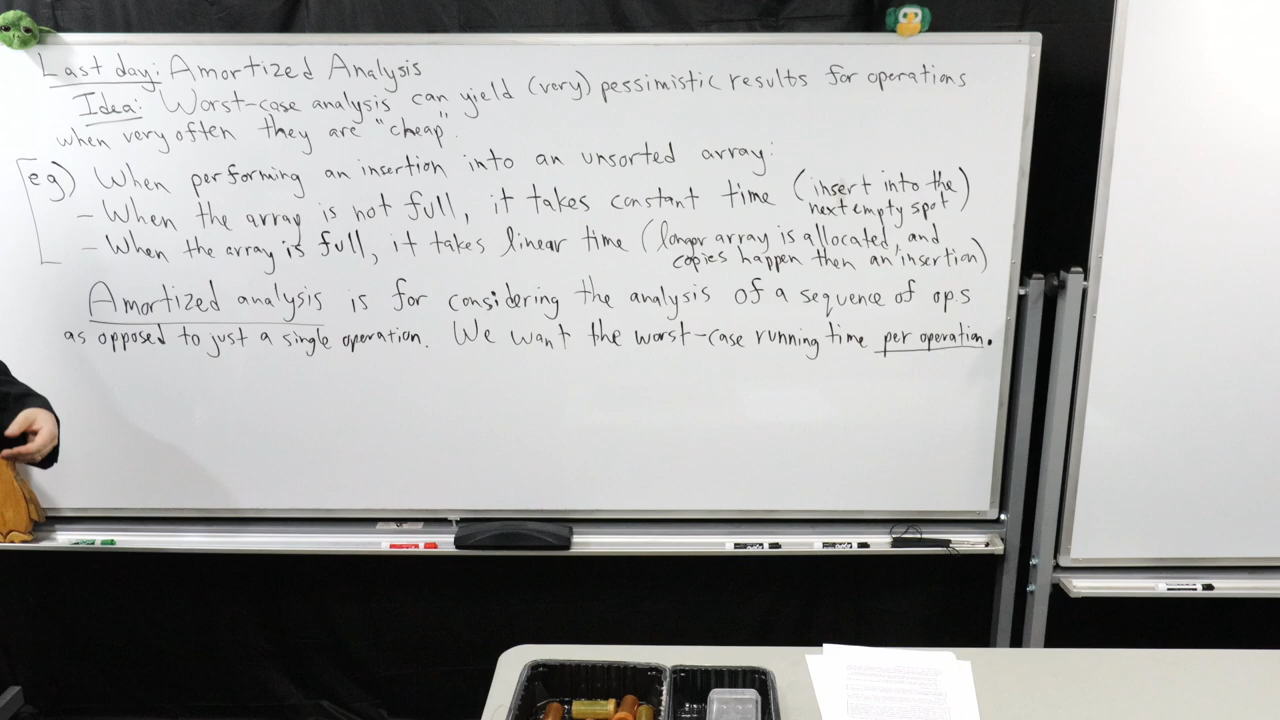 Last day: Amortized Analysis
Idea: Worst-case analysis can yield (very) pessimistic results for operations
when very often they are "cheap".
eg) When performing an insertion into an unsorted array:
- When the array is not full, it takes constant time (insert into the
next empty spot)
- When the array is full, it takes linear time (longer array is allocated, and
copies happen then an insertion)
Amortized analysis is for considering the analysis of a sequence of op.s
as opposed to just a single operation. We want the worst-case running time per operation.